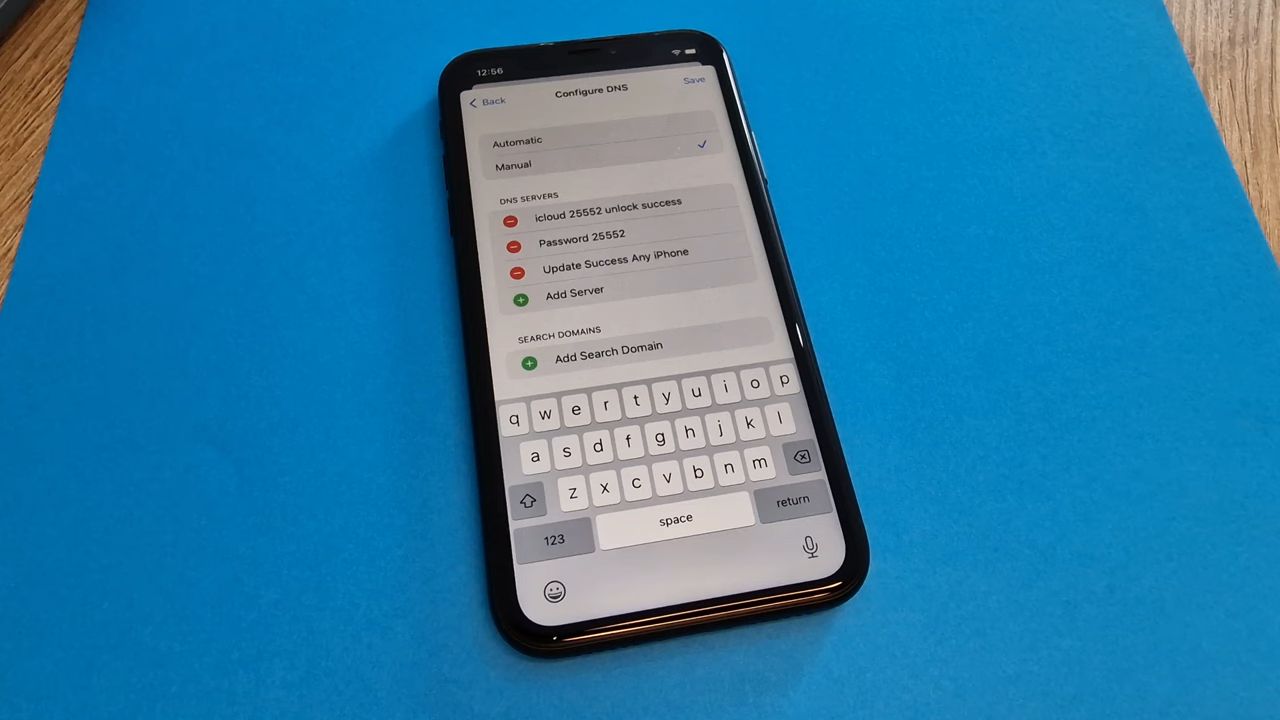 12:56
Back
Configure DNS
Save
Automatic
Manual
DNS SERVERS
icloud 25552 unlock success
Password 25552
Update Success Any iPhone
Add Server
SEARCH DOMAINS
Add Search Domain
q w e r t y u i o p
a s d f g h j k l
z x c v b n m
123 space return